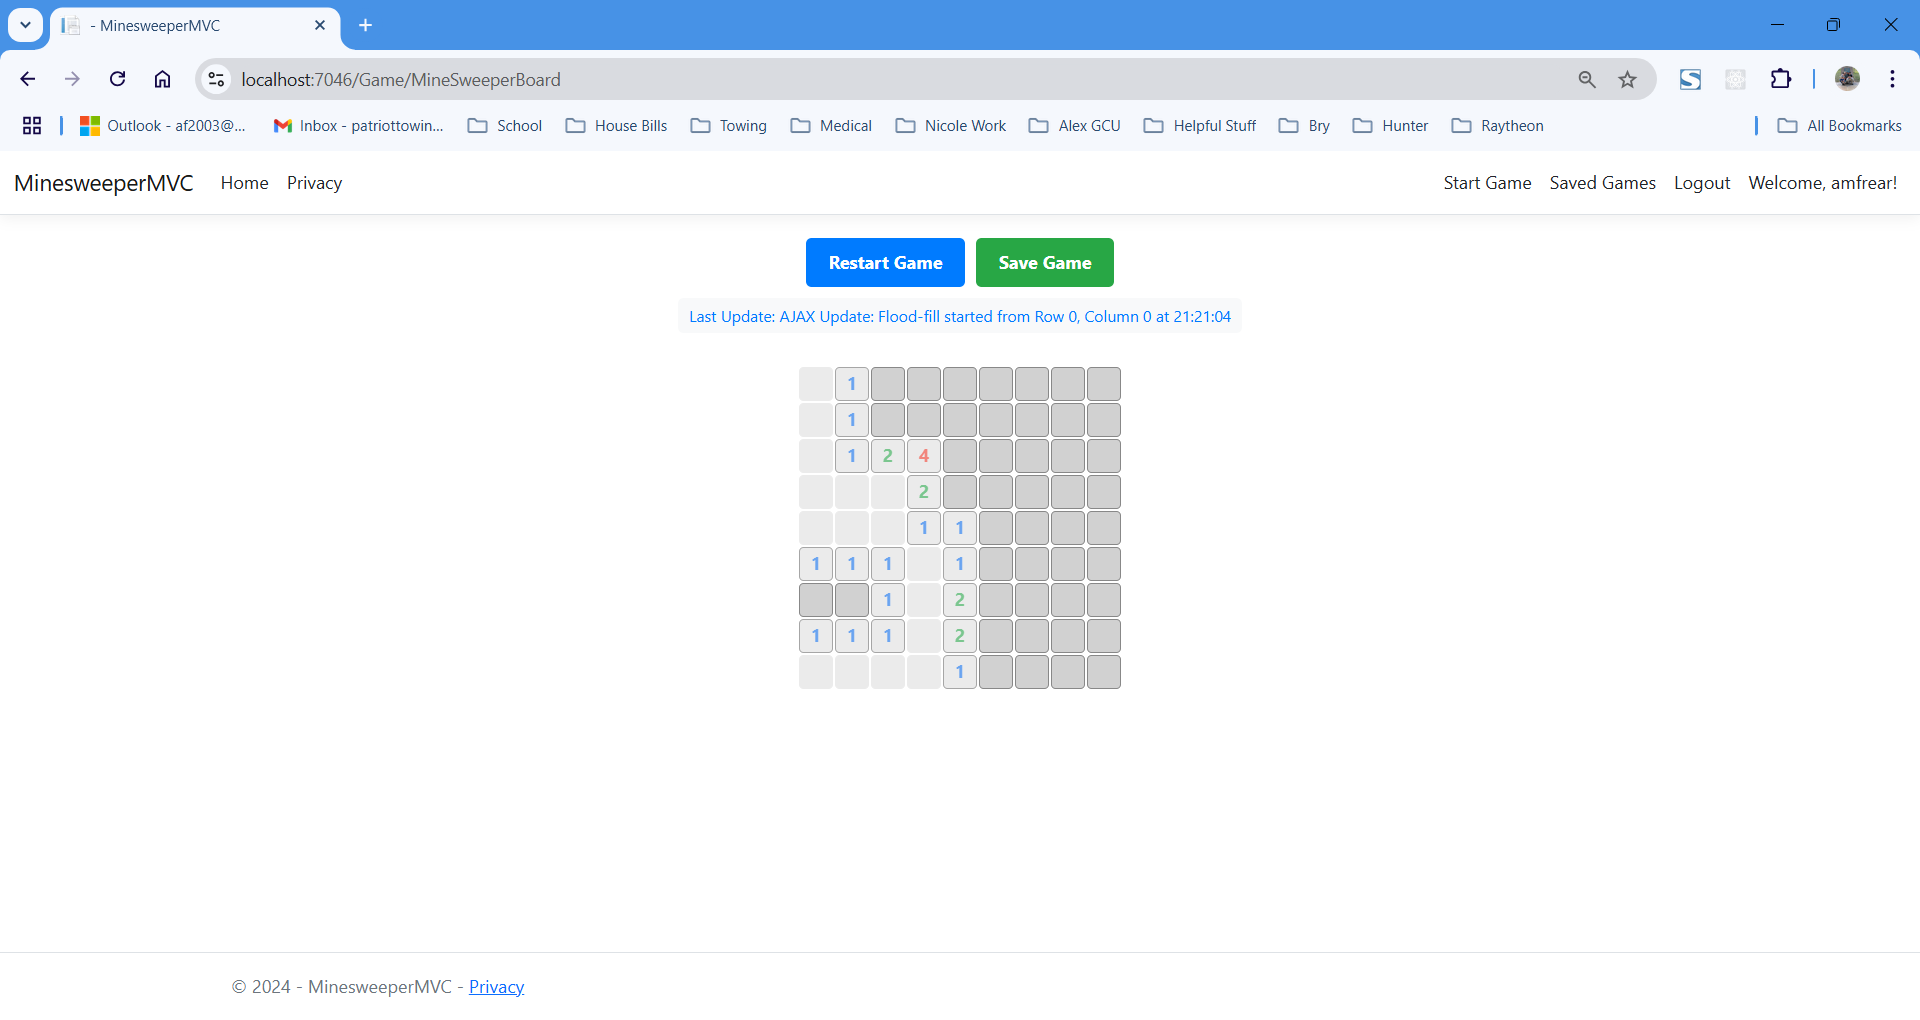 - MinesweeperMVC
localhost:7046/Game/MineSweeperBoard
Outlook - af2003@... Inbox - patriottowin... School House Bills Towing Medical Nicole Work Alex GCU Helpful Stuff Bry Hunter Raytheon All Bookmarks
MinesweeperMVC Home Privacy Start Game Saved Games Logout Welcome, amfrear!
Restart Game Save Game
Last Update: AJAX Update: Flood-fill started from Row 0, Column 0 at 21:21:04
1
1
1 2 4
2
1 1
1 1 1 1
1 2
1 1 1 2
1
© 2024 - MinesweeperMVC - Privacy